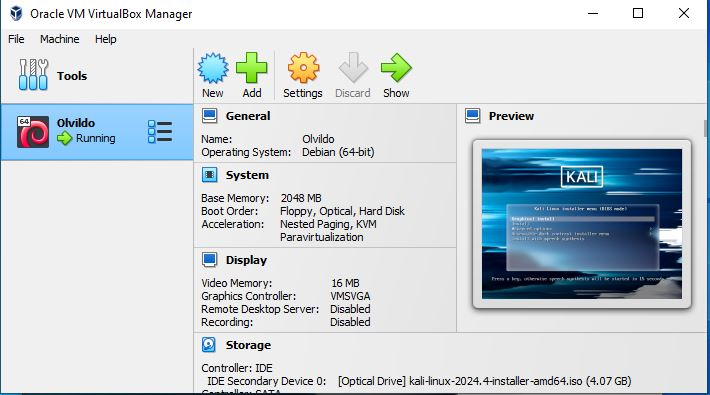 Oracle VM VirtualBox Manager
File Machine Help
Tools
New Add Settings Discard Show
64
Olvildo
Running
General
Name: Olvildo
Operating System: Debian (64-bit)
System
Base Memory: 2048 MB
Boot Order: Floppy, Optical, Hard Disk
Acceleration: Nested Paging, KVM
Paravirtualization
Display
Video Memory: 16 MB
Graphics Controller: VMSVGA
Remote Desktop Server: Disabled
Recording: Disabled
Storage
Controller: IDE
IDE Secondary Device 0: [Optical Drive] kali-linux-2024.4-installer-amd64.iso (4.07 GB)
Controller: SATA
Preview
KALI
Kali Linux installer menu (BIOS mode)
Graphical install
Install
Advanced options
Accessible dark contrast installer menu
Install with speech synthesis
Press a key, otherwise speech synthesis will be started in 15 seconds